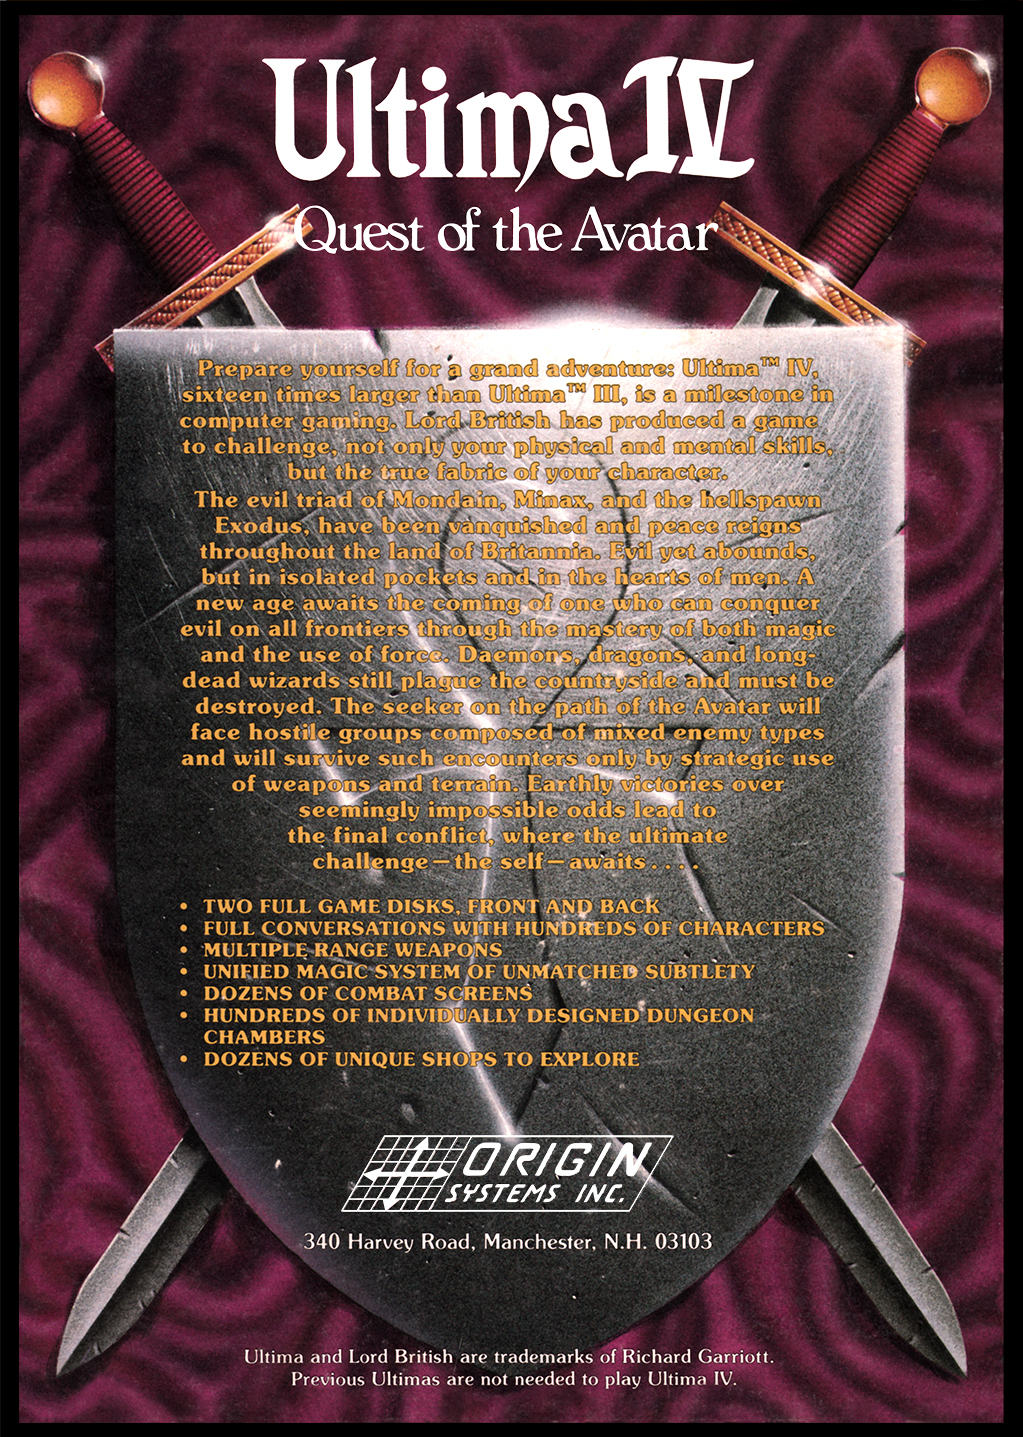 Ultima IV
Quest of the Avatar
Prepare yourself for a grand adventure: Ultima™ IV,
sixteen times larger than Ultima™ III, is a milestone in
computer gaming. Lord British has produced a game
to challenge, not only your physical and mental skills,
but the true fabric of your character.
The evil triad of Mondain, Minax, and the hellspawn
Exodus, have been vanquished and peace reigns
throughout the land of Britannia. Evil yet abounds,
but in isolated pockets and in the hearts of men. A
new age awaits the coming of one who can conquer
evil on all frontiers through the mastery of both magic
and the use of force. Daemons, dragons, and long-
dead wizards still plague the countryside and must be
destroyed. The seeker on the path of the Avatar will
face hostile groups composed of mixed enemy types
and will survive such encounters only by strategic use
of weapons and terrain. Earthly victories over
seemingly impossible odds lead to
the final conflict, where the ultimate
challenge—the self—awaits . . . .
• TWO FULL GAME DISKS, FRONT AND BACK
• FULL CONVERSATIONS WITH HUNDREDS OF CHARACTERS
• MULTIPLE RANGE WEAPONS
• UNIFIED MAGIC SYSTEM OF UNMATCHED SUBTLETY
• DOZENS OF COMBAT SCREENS
• HUNDREDS OF INDIVIDUALLY DESIGNED DUNGEON
CHAMBERS
• DOZENS OF UNIQUE SHOPS TO EXPLORE
ORIGIN
SYSTEMS INC.
340 Harvey Road, Manchester, N.H. 03103
Ultima and Lord British are trademarks of Richard Garriott.
Previous Ultimas are not needed to play Ultima IV.